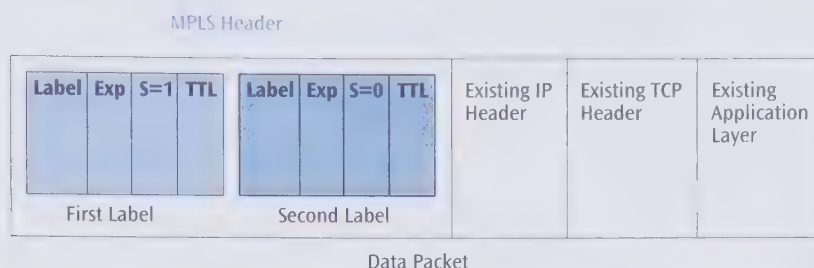 MPLS Header
Label Exp S=1 TTL Label Exp S=0 TTL Existing IP Header Existing TCP Header Existing Application Layer
First Label Second Label
Data Packet